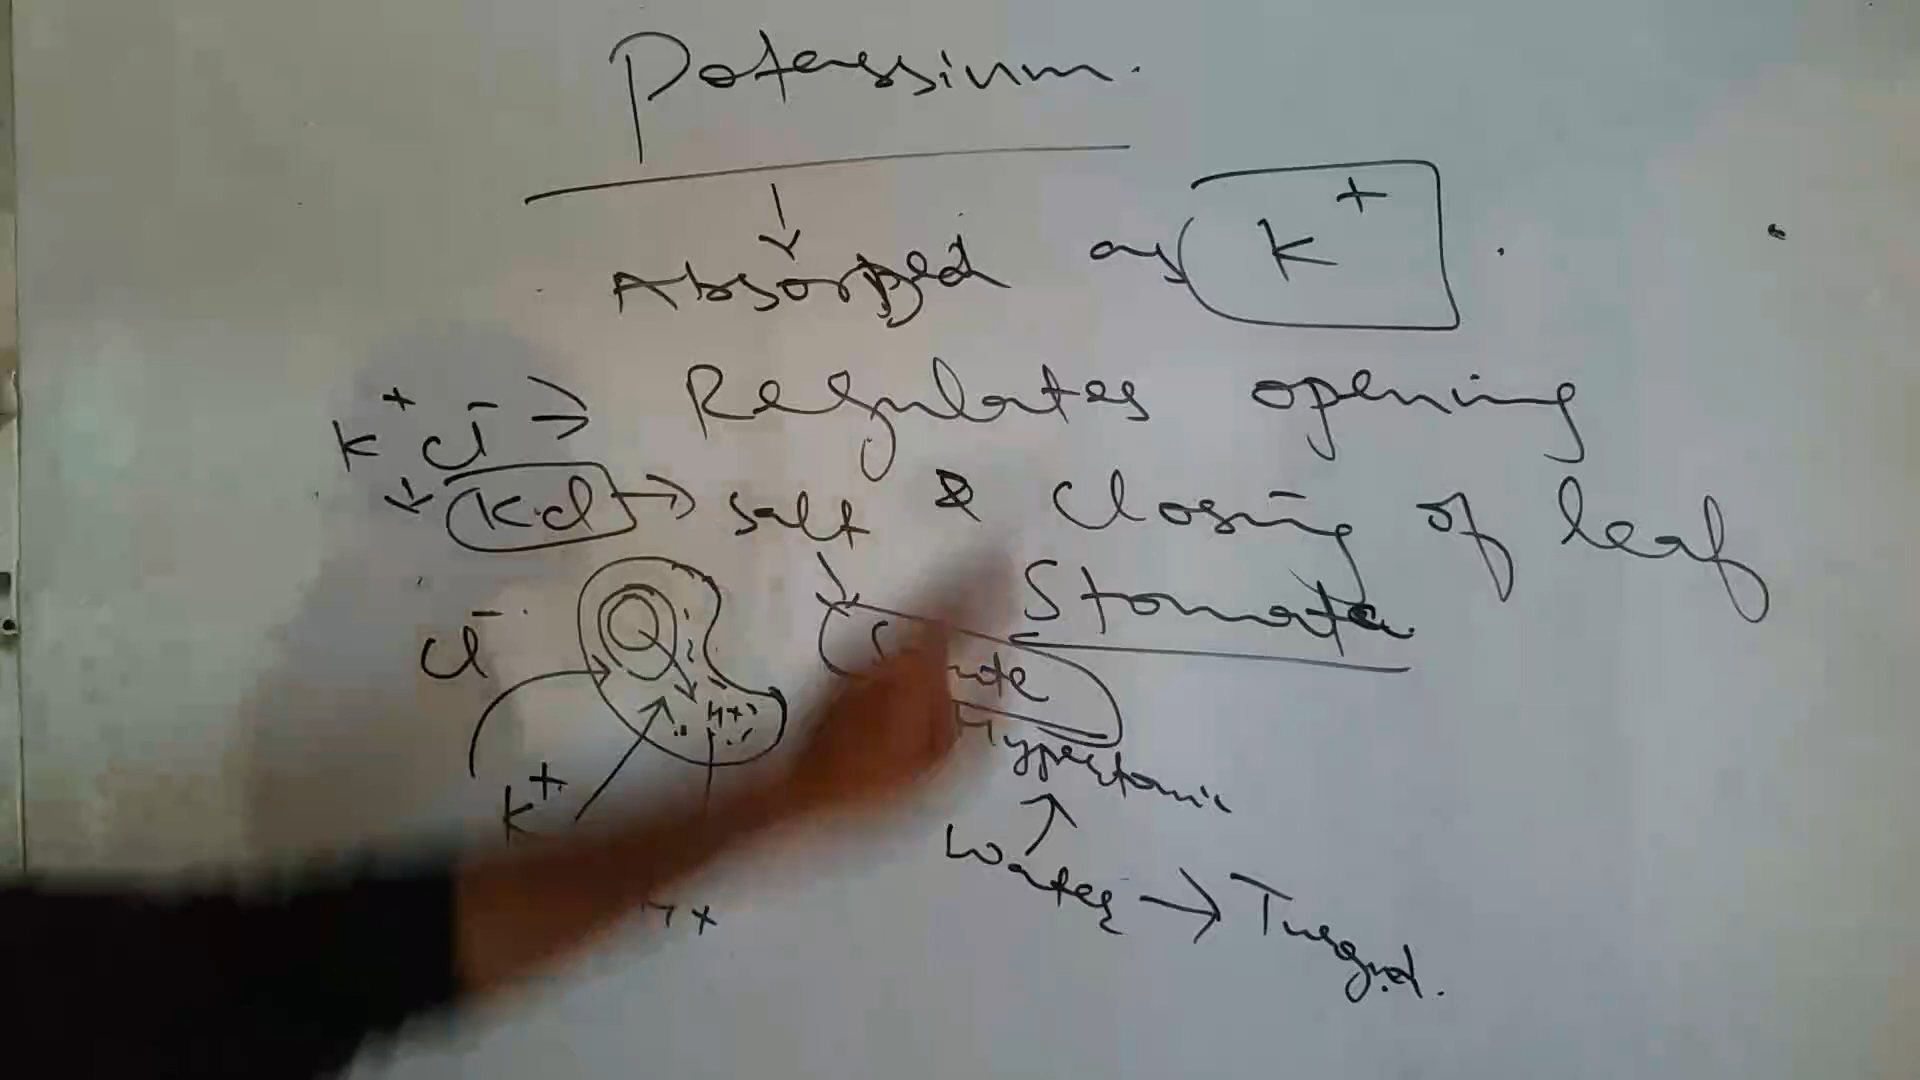 Potassium.
Absorbed as K+
K+ Cl- → Regulates opening
KCl → salt & Closing of leaf
Stomata
Cl-
Hypertonic
K+
Water → Turgid.